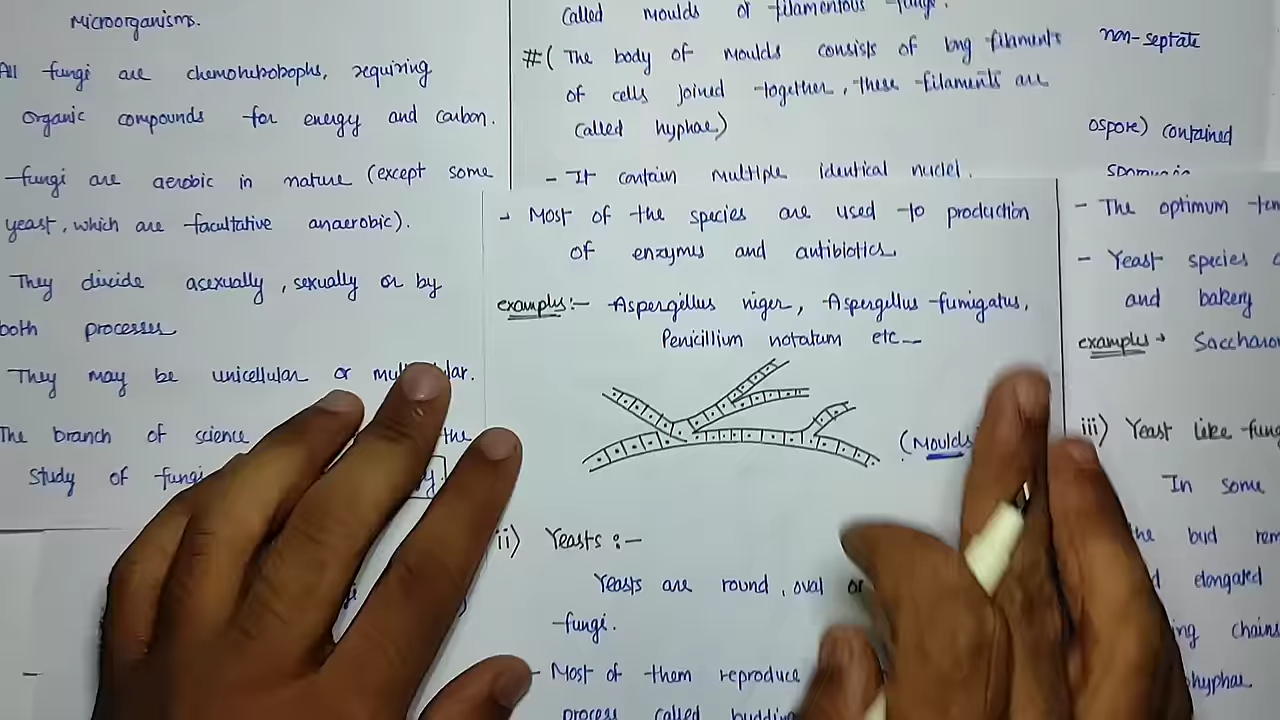 Microorganisms.
All fungi are chemoheterotrophs, requiring
organic compounds for energy and carbon.
fungi are aerobic in nature (except some
yeast, which are facultative anaerobic).
They divide asexually, sexually or by
both processes
They may be unicellular or
The branch of science the
study of fungi
called moulds or filamentous fungi.
#( The body of moulds consists of long filaments
of cells joined together, these filaments are
called hyphae)
- It contain multiple identical nuclei.
- Most of the species are used to production
of enzymes and antibiotics.
examples:- Aspergillus niger, Aspergillus fumigatus,
Penicillium notatum etc—
(Moulds
ii) Yeasts :-
Yeasts are round, oval or
fungi.
- Most of them reproduce
process called budding
non-septate
ospore) contained
- The optimum
- Yeast species
and bakery
examples →
iii) Yeast like
In some
the bud
elongated
chains
hyphae